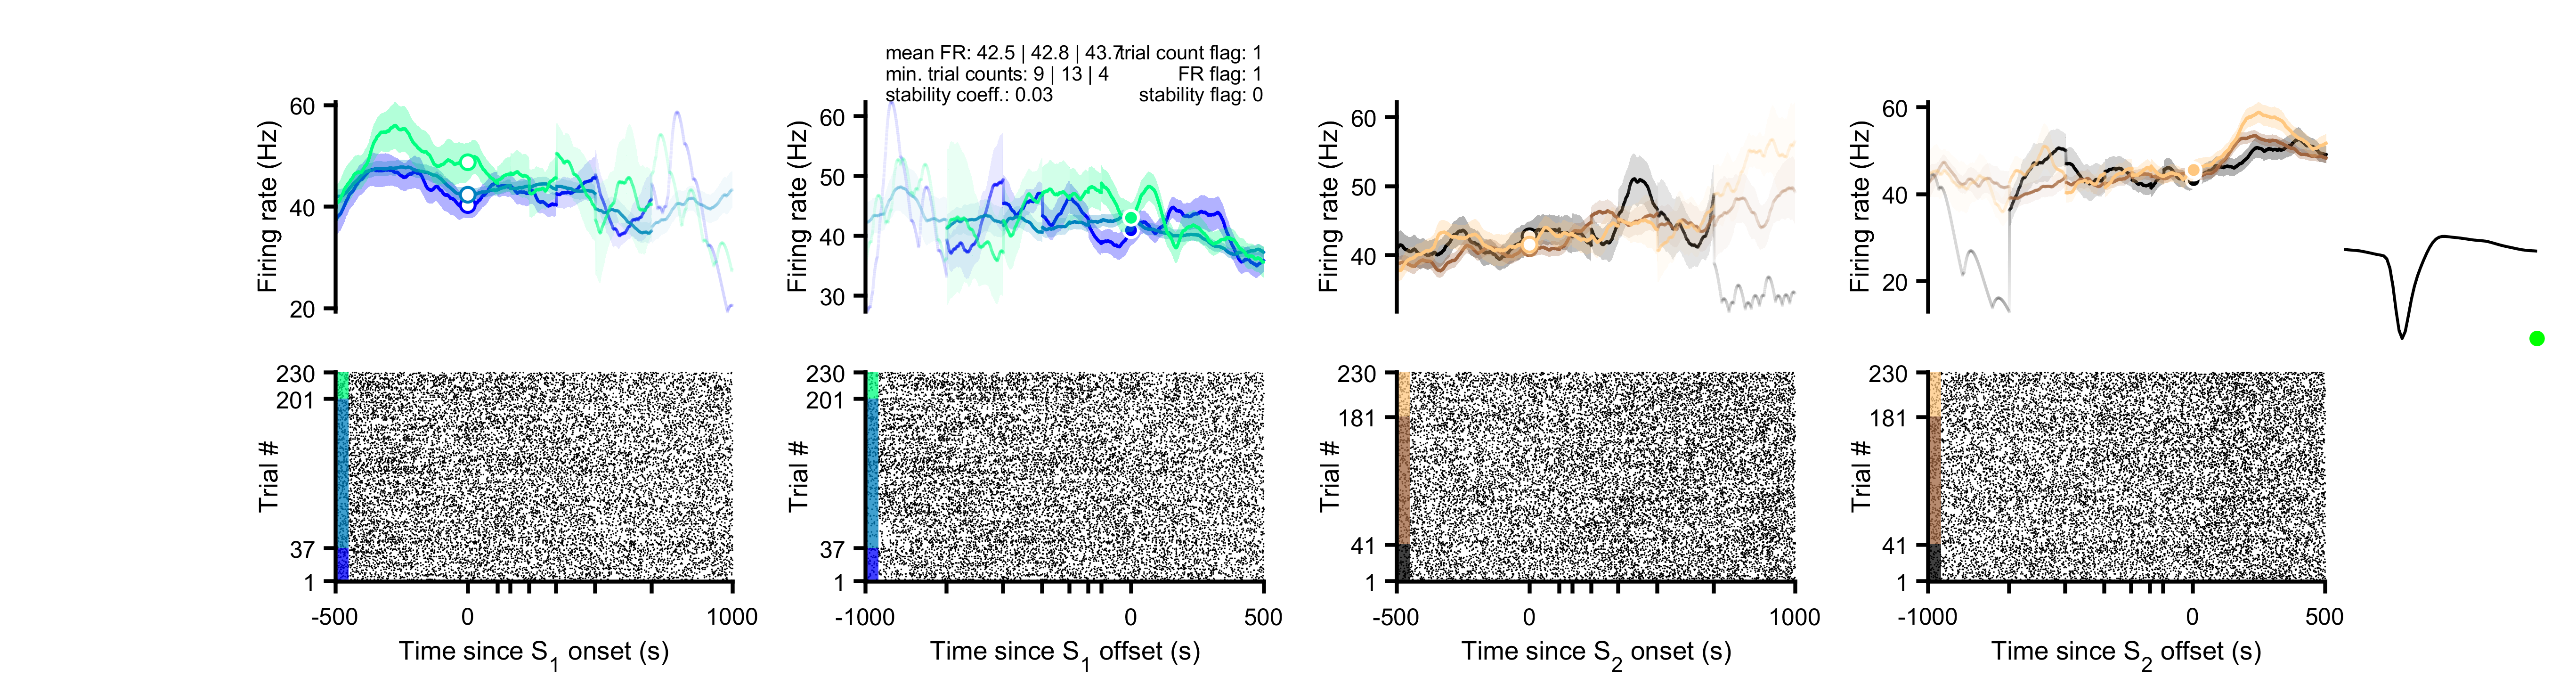 mean FR: 42.5 | 42.8 | 43.7
trial count flag: 1
min. trial counts: 9 | 13 | 4
FR flag: 1
stability coeff.: 0.03
stability flag: 0
Firing rate (Hz)
60
40
20
Firing rate (Hz)
60
50
40
30
Firing rate (Hz)
60
50
40
Firing rate (Hz)
60
40
20
Trial #
230
201
37
1
-500
0
1000
Time since S1 onset (s)
Trial #
230
201
37
1
-1000
0
500
Time since S1 offset (s)
Trial #
230
181
41
1
-500
0
1000
Time since S2 onset (s)
Trial #
230
181
41
1
-1000
0
500
Time since S2 offset (s)